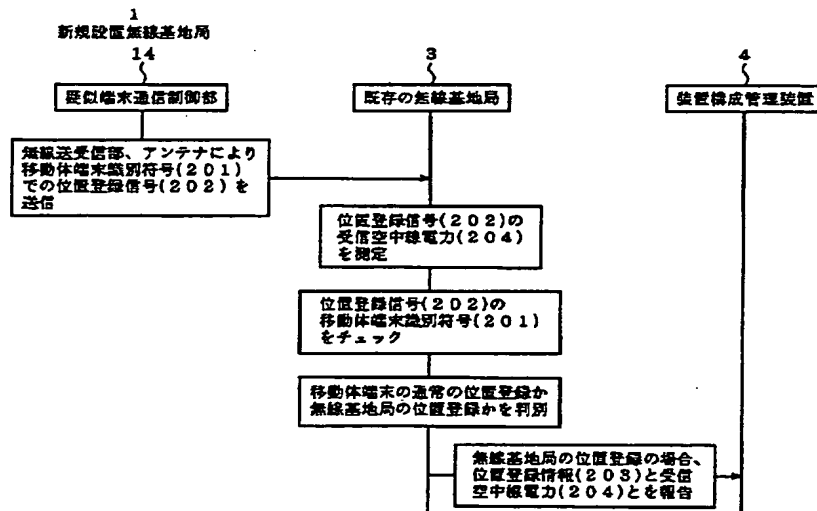 1
新規設置無線基地局
14
3
4
疑似端末通信制御部
既存の無線基地局
装置構成管理装置
無線送受信部、アンテナにより
移動体端末識別符号(201)
での位置登録信号(202)を
送信
位置登録信号(202)の
受信空中線電力(204)
を測定
位置登録信号(202)の
移動体端末識別符号(201)
をチェック
移動体端末の通常の位置登録か
無線基地局の位置登録かを判別
無線基地局の位置登録の場合、
位置登録情報(203)と受信
空中線電力(204)とを報告